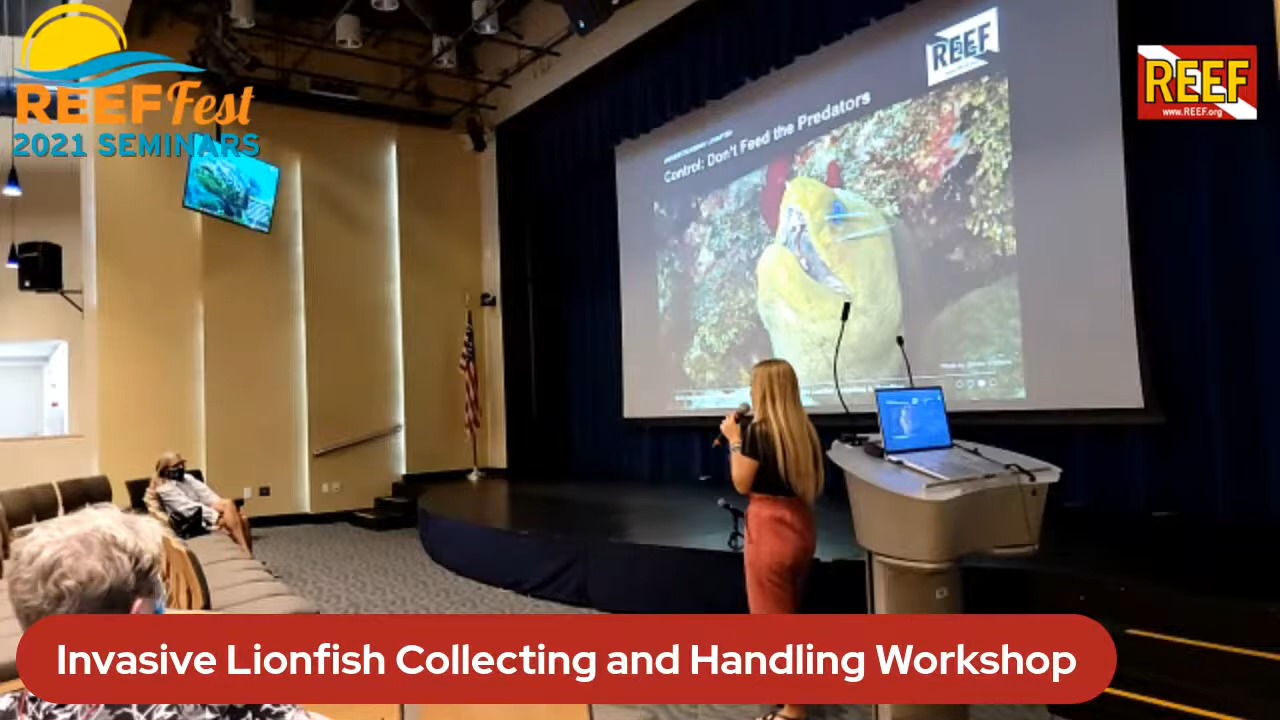 REEF Fest
2021 SEMINARS
REEF
www.REEF.org
REEF
Control: Don't Feed the Predators
Invasive Lionfish Collecting and Handling Workshop